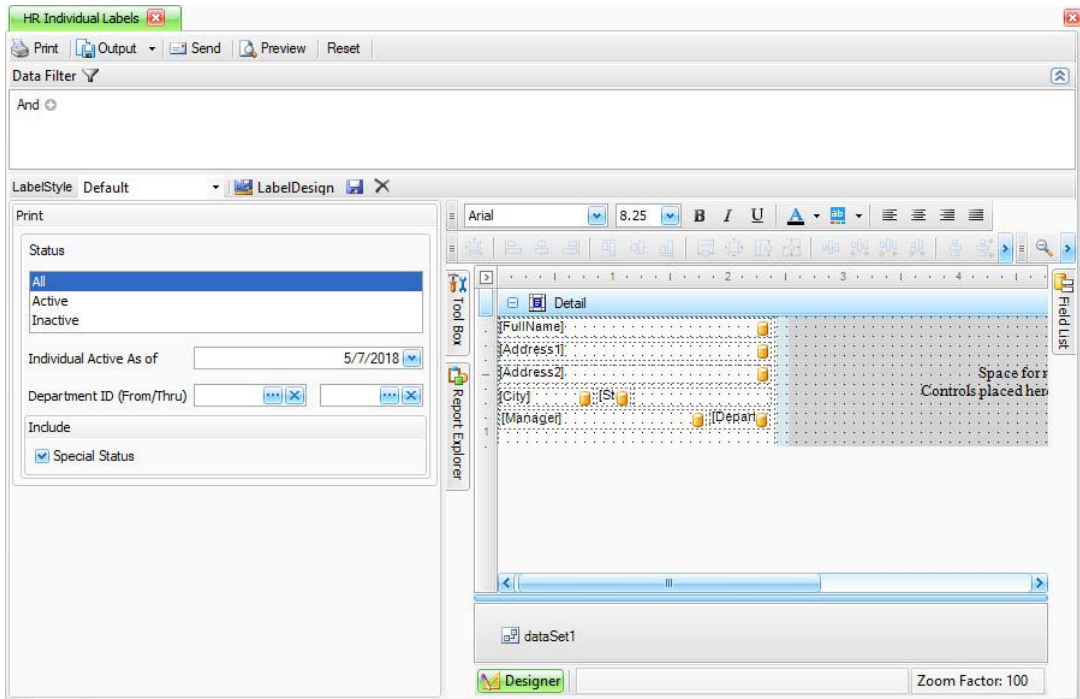 HR Individual Labels
Print Output Send Preview Reset
Data Filter
And
LabelStyle Default LabelDesign
Print
Status
All
Active
Inactive
Individual Active As of 5/7/2018
Department ID (From/Thru)
Include
Special Status
Arial 8.25 B I U A ab
Tool Box
Report Explorer
1 2 3 4
Detail
[FullName]
[Address1]
[Address2]
[City] [St
[Manager] [Depart
1
Space for r
Controls placed here
Field List
dataSet1
Designer
Zoom Factor: 100